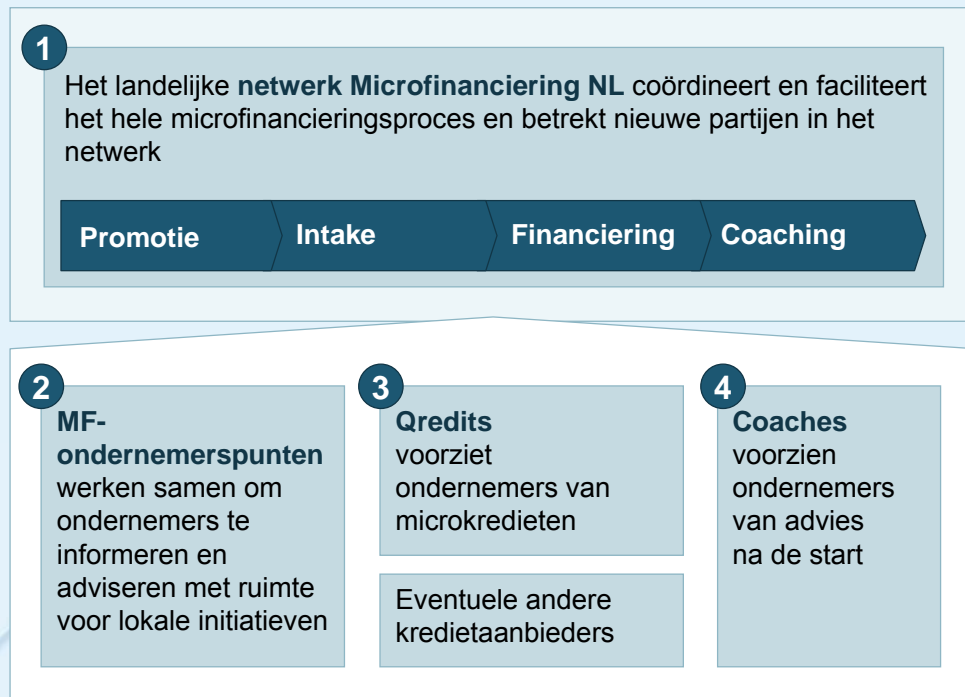 1
Het landelijke netwerk Microfinanciering NL coördineert en faciliteert
het hele microfinancieringsproces en betrekt nieuwe partijen in het
netwerk
Promotie
Intake
Financiering
Coaching
2
MF-
ondernemerspunten
werken samen om
ondernemers te
informeren en
adviseren met ruimte
voor lokale initiatieven
3
Qredits
voorziet
ondernemers van
microkredieten
Eventuele andere
kredietaanbieders
4
Coaches
voorzien
ondernemers
van advies
na de start